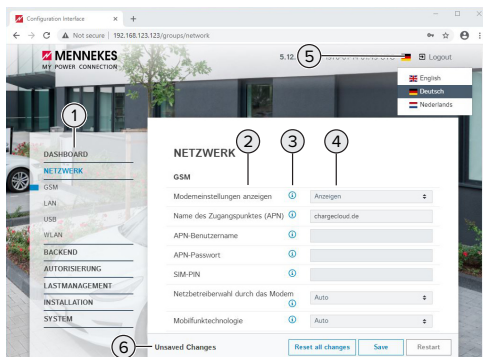 Configuration Interface
Not secure | 192.168.123.123/groups/network
MENNEKES
MY POWER CONNECTION
5.12.
5
Logout
English
Deutsch
Nederlands
1
DASHBOARD
NETZWERK
GSM
LAN
USB
WLAN
BACKEND
AUTORISIERUNG
LASTMANAGEMENT
INSTALLATION
SYSTEM
2
3
4
NETZWERK
GSM
Modemeinstellungen anzeigen
Anzeigen
Name des Zugangspunktes (APN)
chargecloud.de
APN-Benutzername
APN-Passwort
SIM-PIN
Netzbetreiberwahl durch das Modem
Auto
Mobilfunktechnologie
Auto
6
Unsaved Changes
Reset all changes
Save
Restart